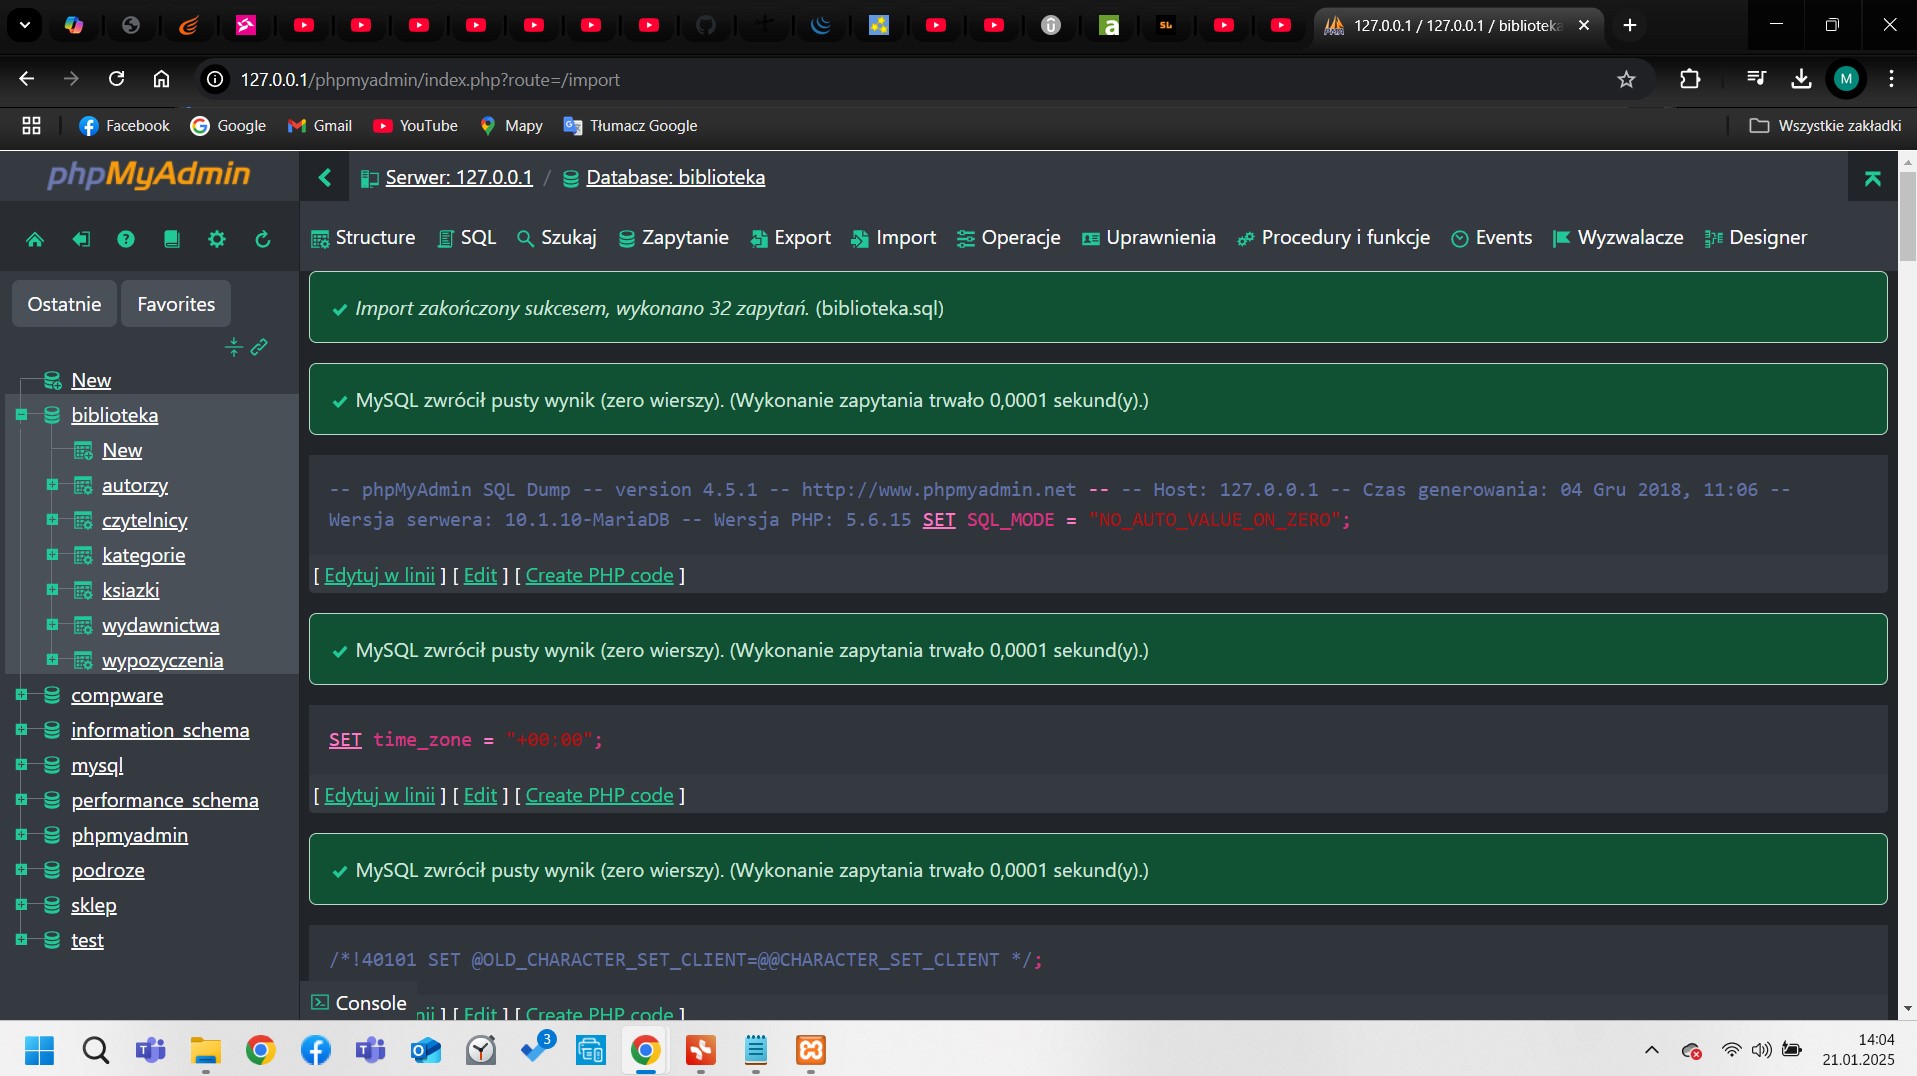 127.0.0.1 / 127.0.0.1 / biblioteka
127.0.0.1/phpmyadmin/index.php?route=/import
M
Facebook
Google
Gmail
YouTube
Mapy
Tłumacz Google
Wszystkie zakładki
phpMyAdmin
Serwer: 127.0.0.1 / Database: biblioteka
Structure
SQL
Szukaj
Zapytanie
Export
Import
Operacje
Uprawnienia
Procedury i funkcje
Events
Wyzwalacze
Designer
Ostatnie
Favorites
New
biblioteka
New
autorzy
czytelnicy
kategorie
ksiazki
wydawnictwa
wypozyczenia
compware
information_schema
mysql
performance_schema
phpmyadmin
podroze
sklep
test
Import zakończony sukcesem, wykonano 32 zapytań. (biblioteka.sql)
MySQL zwrócił pusty wynik (zero wierszy). (Wykonanie zapytania trwało 0,0001 sekund(y).)
-- phpMyAdmin SQL Dump -- version 4.5.1 -- http://www.phpmyadmin.net -- -- Host: 127.0.0.1 -- Czas generowania: 04 Gru 2018, 11:06 --
Wersja serwera: 10.1.10-MariaDB -- Wersja PHP: 5.6.15 SET SQL_MODE = "NO_AUTO_VALUE_ON_ZERO";
[ Edytuj w linii ] [ Edit ] [ Create PHP code ]
MySQL zwrócił pusty wynik (zero wierszy). (Wykonanie zapytania trwało 0,0001 sekund(y).)
SET time_zone = "+00:00";
[ Edytuj w linii ] [ Edit ] [ Create PHP code ]
MySQL zwrócił pusty wynik (zero wierszy). (Wykonanie zapytania trwało 0,0001 sekund(y).)
/*!40101 SET @OLD_CHARACTER_SET_CLIENT=@@CHARACTER_SET_CLIENT */;
Console
nii ] [ Edit ] [ Create PHP code ]
3
14:04
21.01.2025